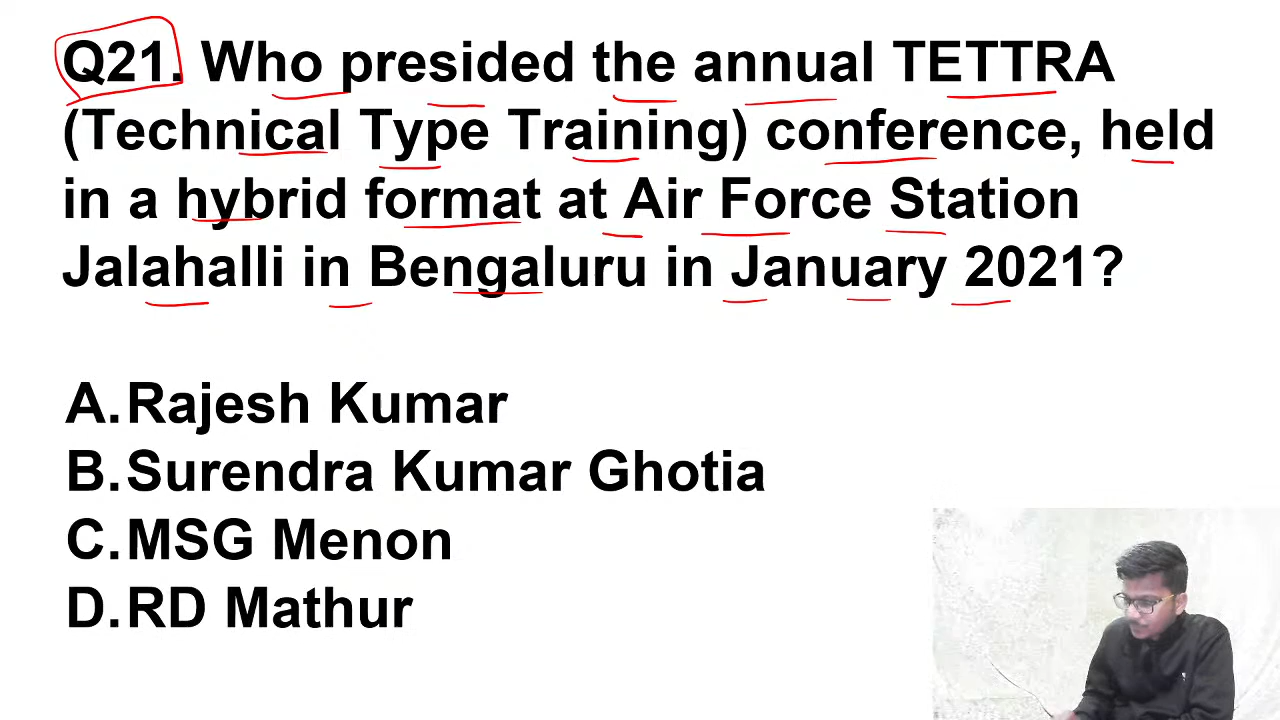 Q21. Who presided the annual TETTRA
(Technical Type Training) conference, held
in a hybrid format at Air Force Station
Jalahalli in Bengaluru in January 2021?
A. Rajesh Kumar
B. Surendra Kumar Ghotia
C. MSG Menon
D. RD Mathur